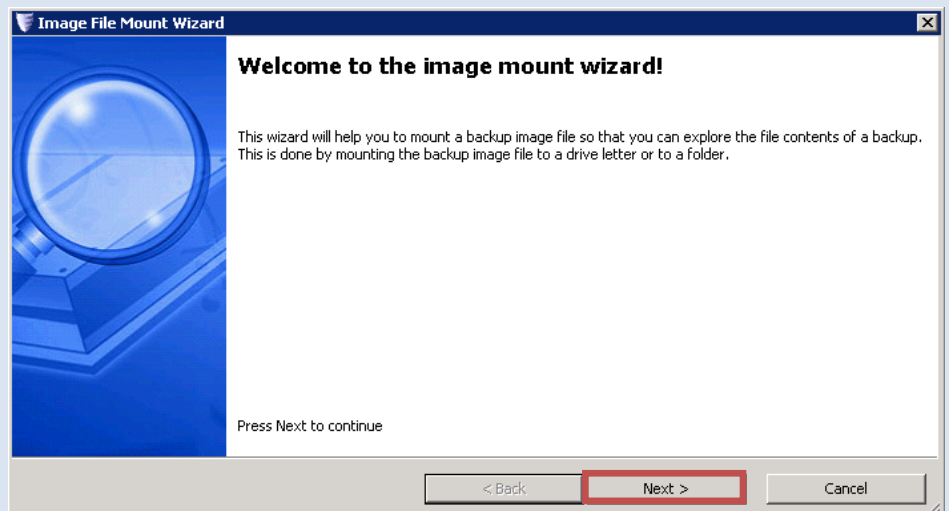 Image File Mount Wizard
Welcome to the image mount wizard!
This wizard will help you to mount a backup image file so that you can explore the file contents of a backup.
This is done by mounting the backup image file to a drive letter or to a folder.
Press Next to continue
< Back
Next >
Cancel